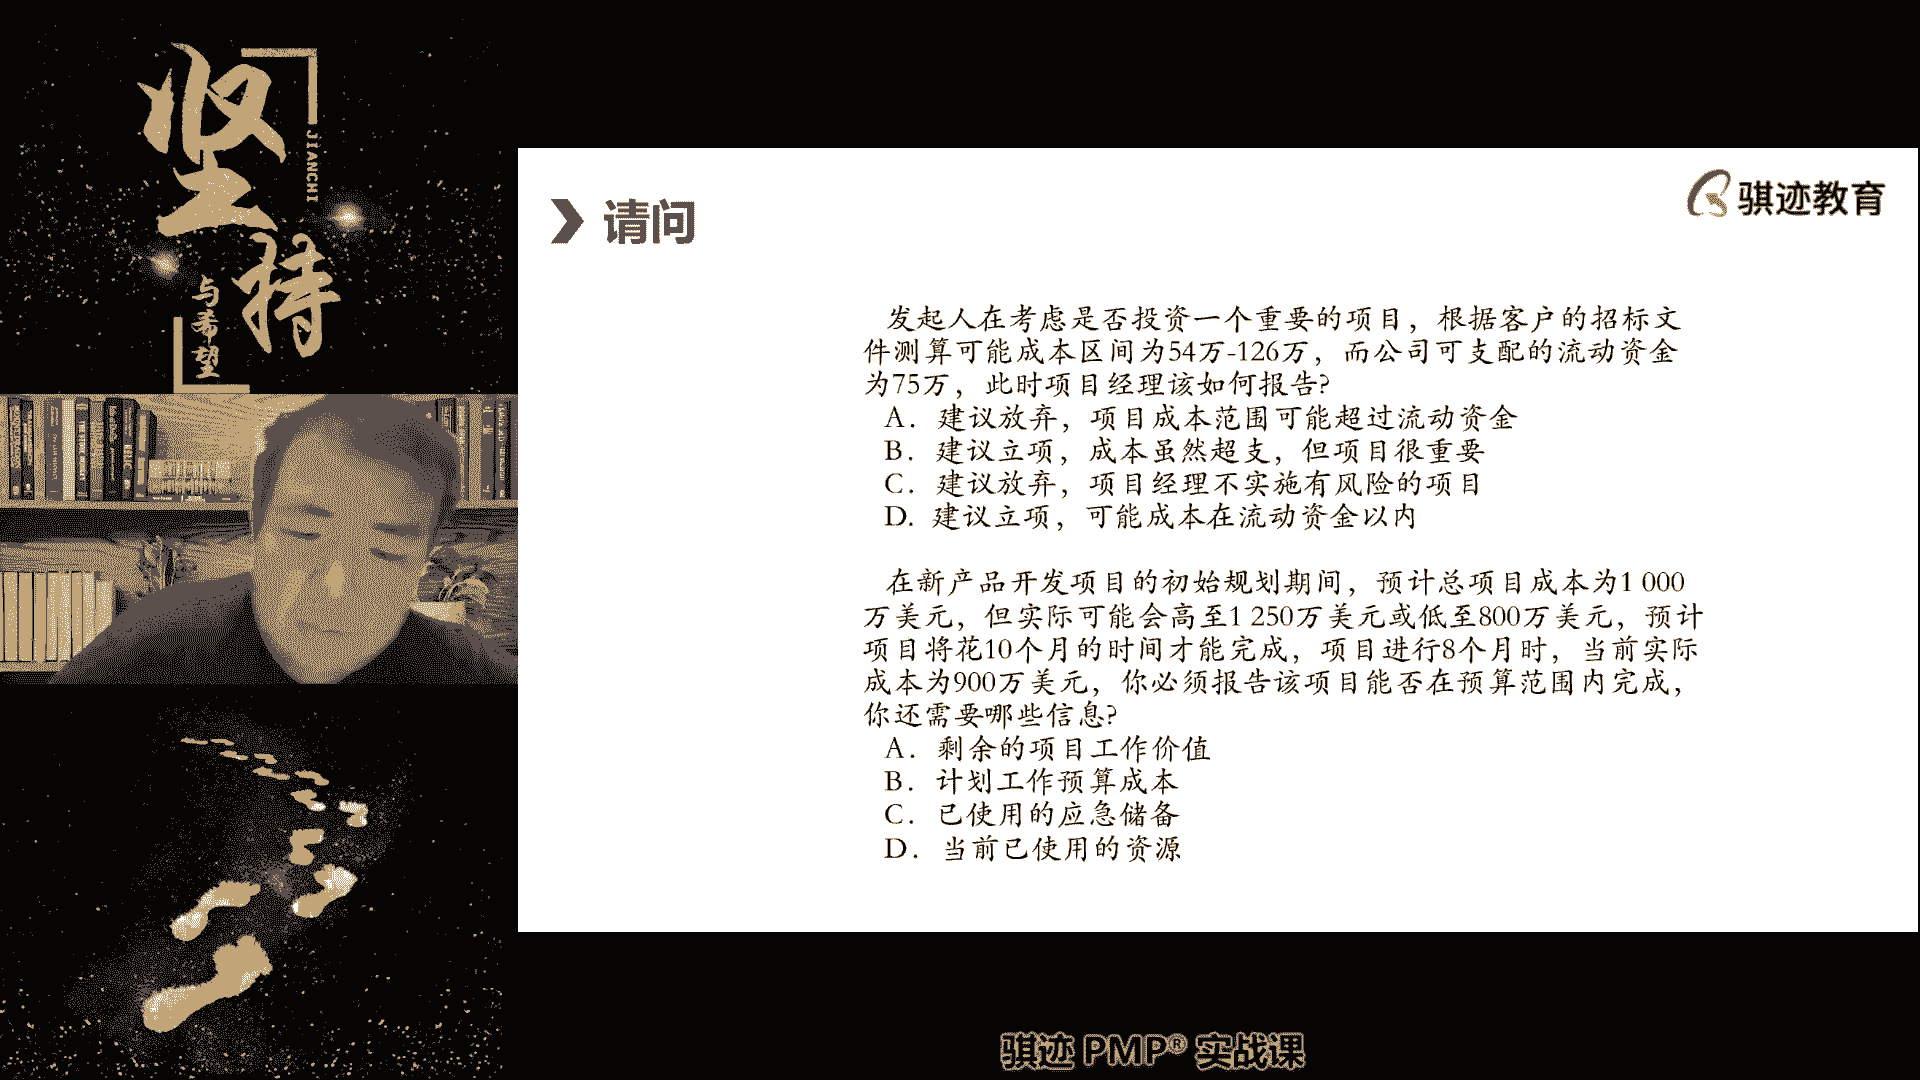 坚持
JIANCHI
与希望
请问
骐迹教育
发起人在考虑是否投资一个重要的项目，根据客户的招标文
件测算可能成本区间为54万-126万，而公司可支配的流动资金
为75万，此时项目经理该如何报告?
A. 建议放弃，项目成本范围可能超过流动资金
B. 建议立项，成本虽然超支，但项目很重要
C. 建议放弃，项目经理不实施有风险的项目
D. 建议立项，可能成本在流动资金以内
在新产品开发项目的初始规划期间，预计总项目成本为1 000
万美元，但实际可能会高至1 250万美元或低至800万美元，预计
项目将花10个月的时间才能完成，项目进行8个月时，当前实际
成本为900万美元，你必须报告该项目能否在预算范围内完成，
你还需要哪些信息?
A. 剩余的项目工作价值
B. 计划工作预算成本
C. 已使用的应急储备
D. 当前已使用的资源
骐迹 PMP® 实战课